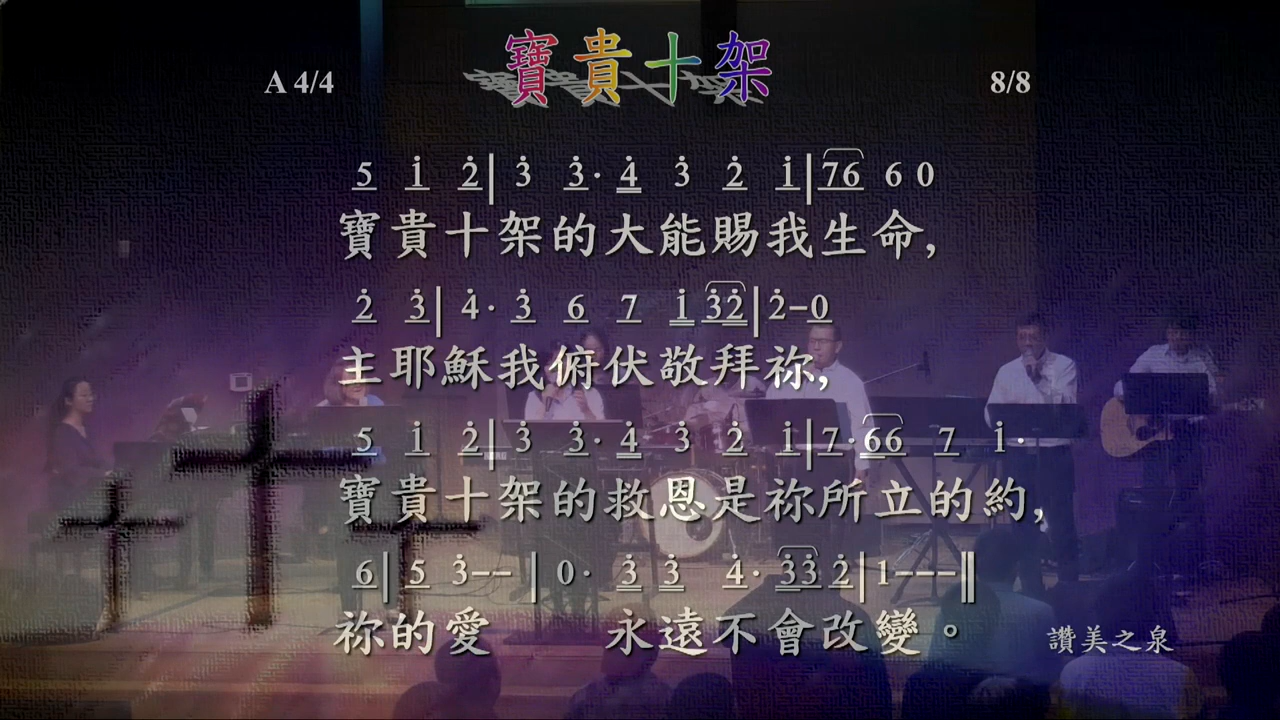 寶貴十架
A 4/4
8/8
5 1̇ 2̇ | 3̇ 3̇· 4̇ 3̇ 2̇ 1̇ | 76 6 0
寶貴十架的大能賜我生命,
2̇ 3̇ | 4̇· 3̇ 6 7 1̇ 3̇2̇ | 2̇-0
主耶穌我俯伏敬拜祢,
5 1̇ 2̇ | 3̇ 3̇· 4̇ 3̇ 2̇ 1̇ | 7· 66 7 1̇·
寶貴十架的救恩是祢所立的約,
6 | 5̇ 3̇-- | 0· 3̇ 3̇ 4̇· 3̇3̇ 2̇ | 1---‖
祢的愛 永遠不會改變。
讚美之泉